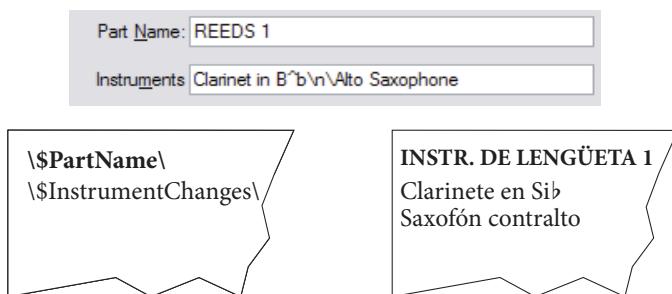 Part Name: REEDS 1
Instruments Clarinet in B^b\n\Alto Saxophone
\$PartName\
\$InstrumentChanges\
INSTR. DE LENGÜETA 1
Clarinete en Si♭
Saxofón contralto